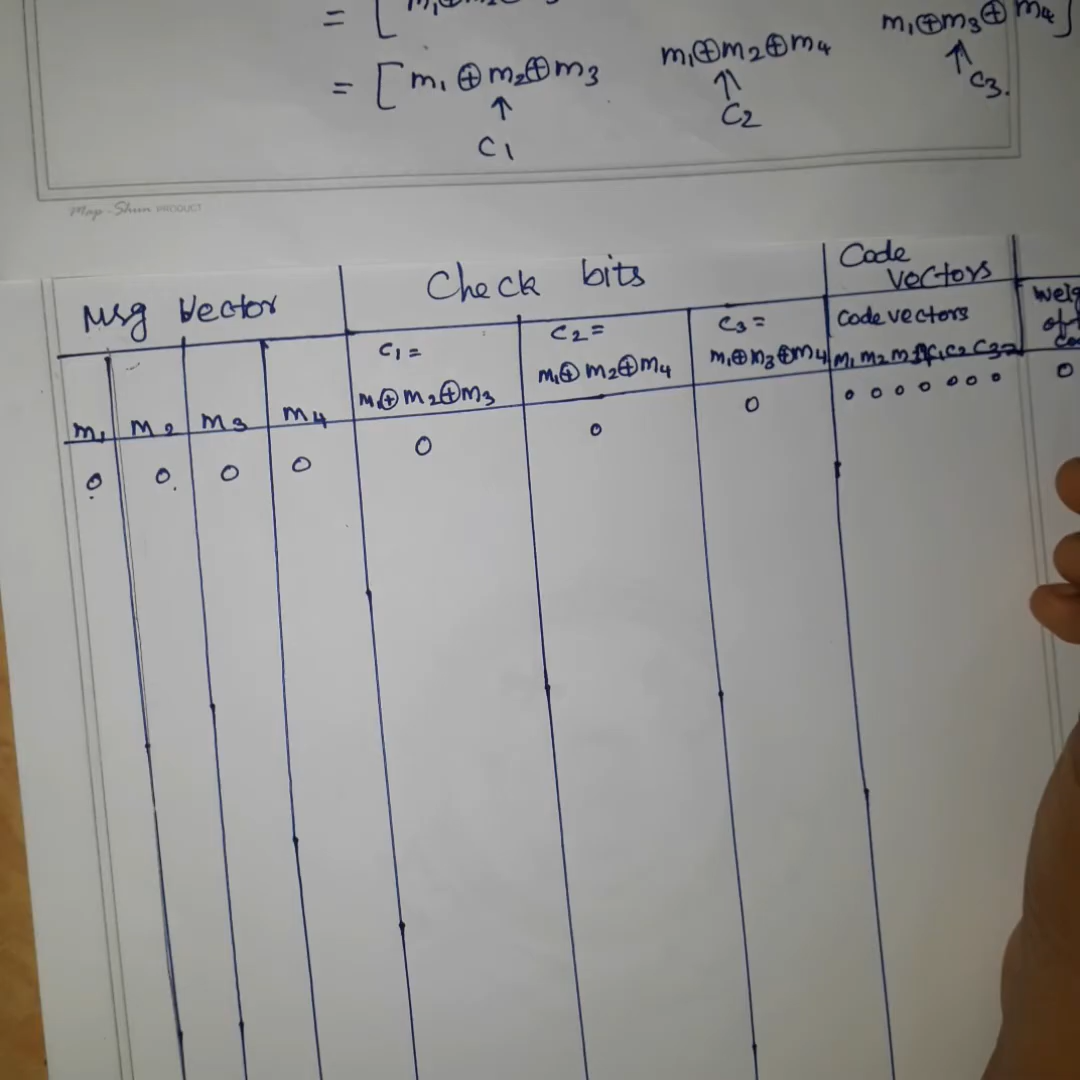 = [ m₁⊕m₂⊕
m₁⊕m₃⊕m₄]
= [ m₁ ⊕ m₂ ⊕ m₃ m₁⊕m₂⊕m₄
↑ ↑ ↑
C1 C2 C3.
Map-Shun PRODUCT
Msg Vector Check bits Code Vectors
C₁ = m₁⊕ m₂⊕m₃ C₂ = m₁⊕ m₂⊕m₄ C₃ = m₁⊕m₃⊕m₄ code vectors
m₁ m₂ m₃ m₄ m₁ m₂ C₁ C₂ C₃
0 0 0 0 0 0 0 0 0 0 0 0 0 0 0